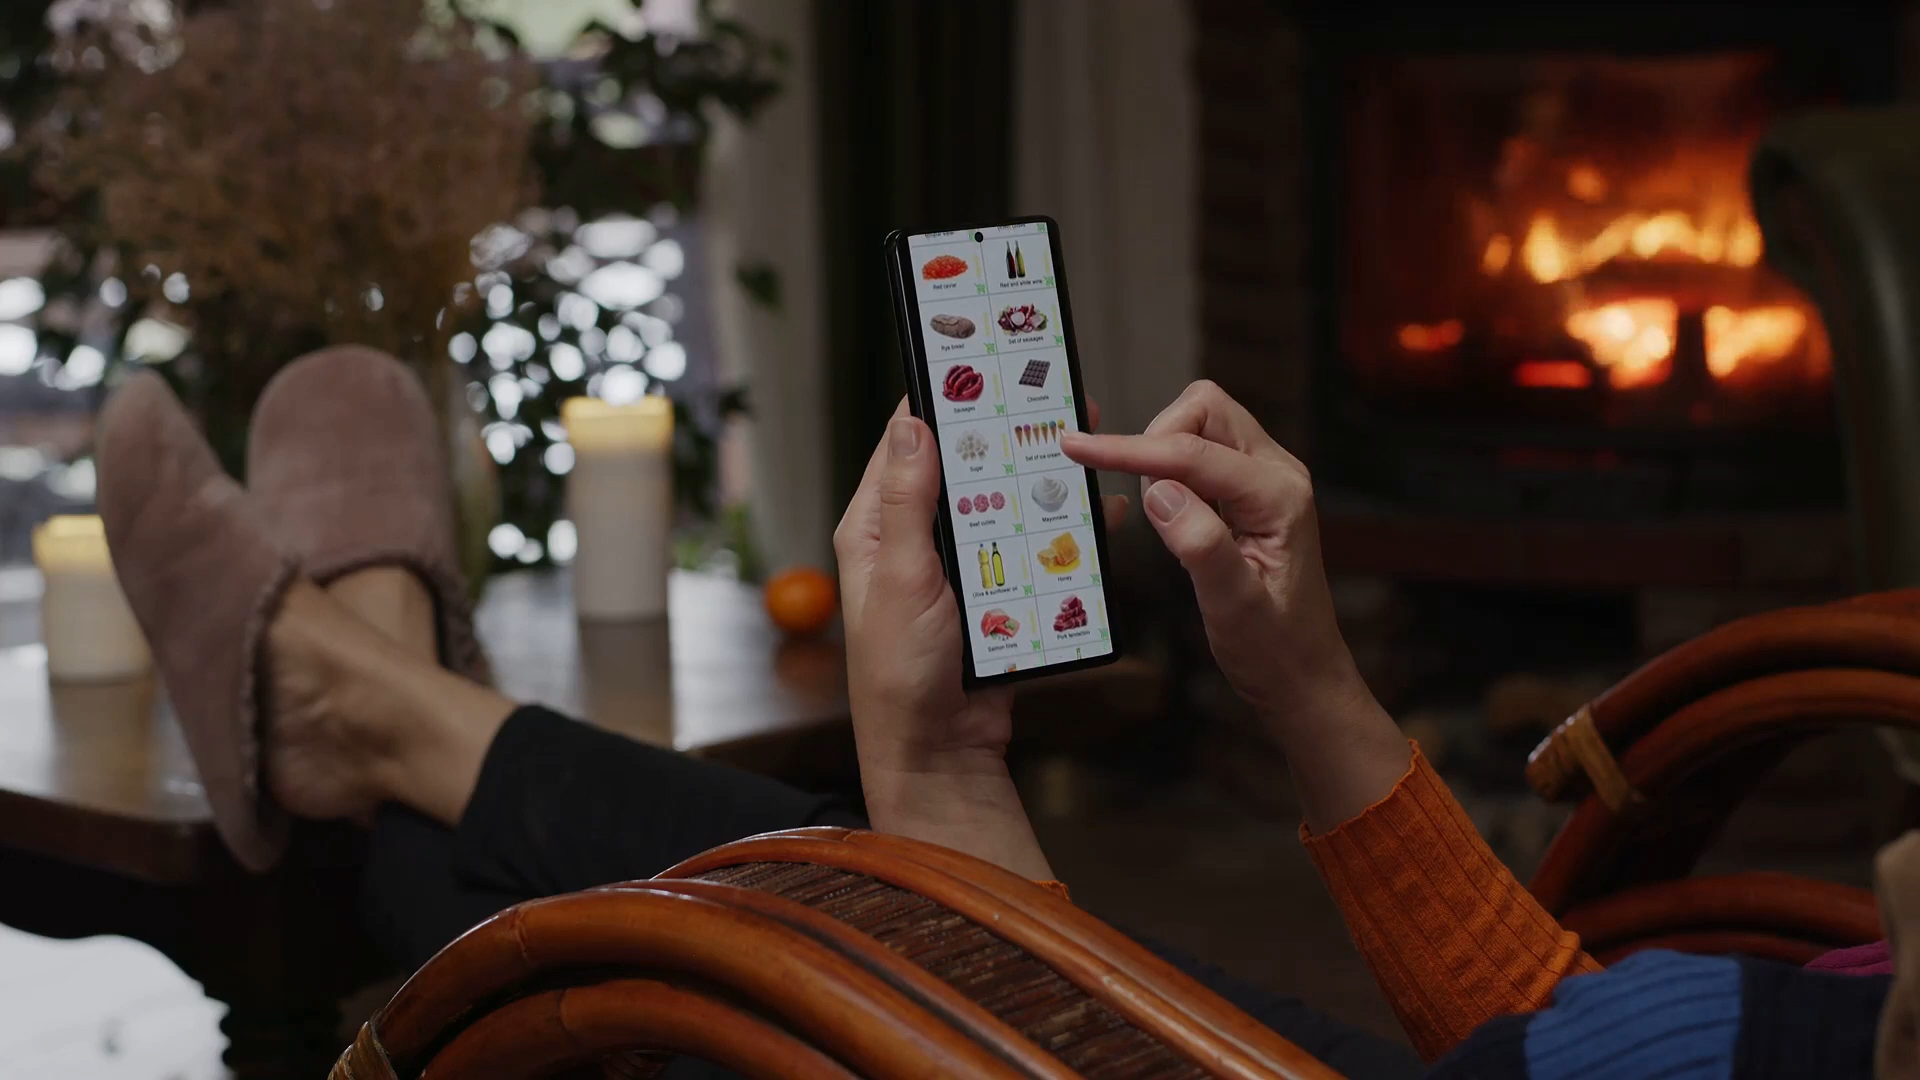 Red caviar
Red and white wine
Rye bread
Set of sausages
Sausages
Chocolate
Sugar
Set of ice cream
Beef cutlets
Mayonnaise
Olive & sunflower oil
Honey
Salmon fillets
Pork tenderloin